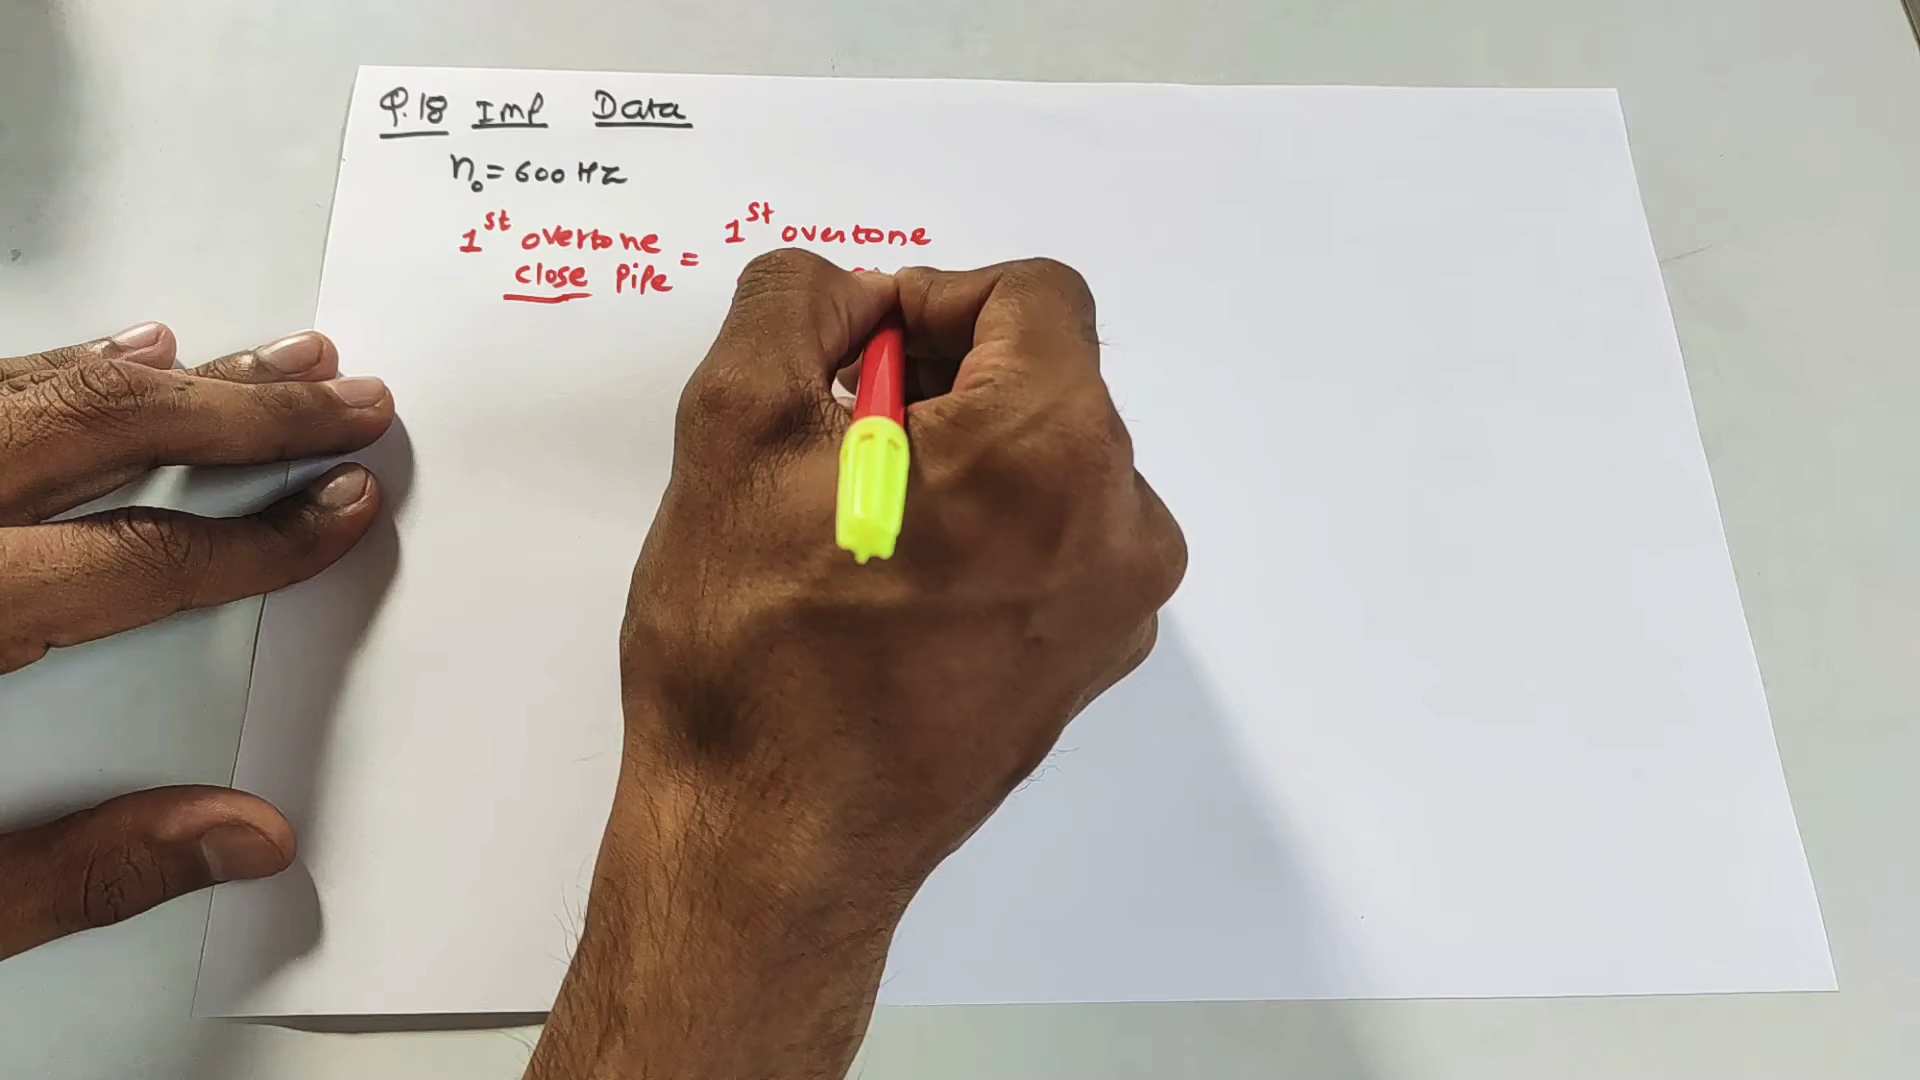 Q.18 Imp Data
n₀ = 600 HZ
1st overtone = 1st overtone
close pipe